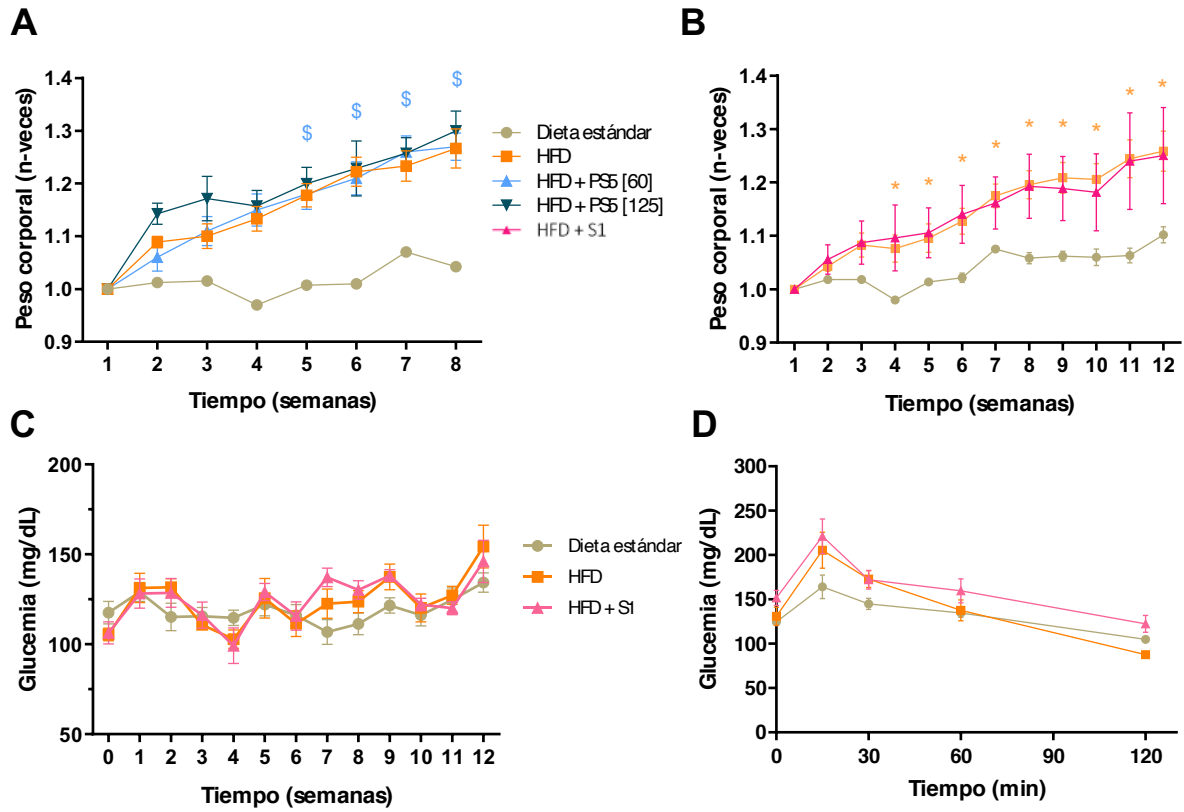 A
Peso corporal (n-veces)
1.4
1.3
1.2
1.1
1.0
0.9
$ $ $ $
1 2 3 4 5 6 7 8
Tiempo (semanas)
Dieta estándar
HFD
HFD + PS5 [60]
HFD + PS5 [125]
HFD + S1
B
Peso corporal (n-veces)
1.4
1.3
1.2
1.1
1.0
0.9
* * * * * * * * *
1 2 3 4 5 6 7 8 9 10 11 12
Tiempo (semanas)
C
Glucemia (mg/dL)
200
150
100
50
0 1 2 3 4 5 6 7 8 9 10 11 12
Tiempo (semanas)
Dieta estándar
HFD
HFD + S1
D
Glucemia (mg/dL)
300
250
200
150
100
50
0
0 30 60 90 120
Tiempo (min)